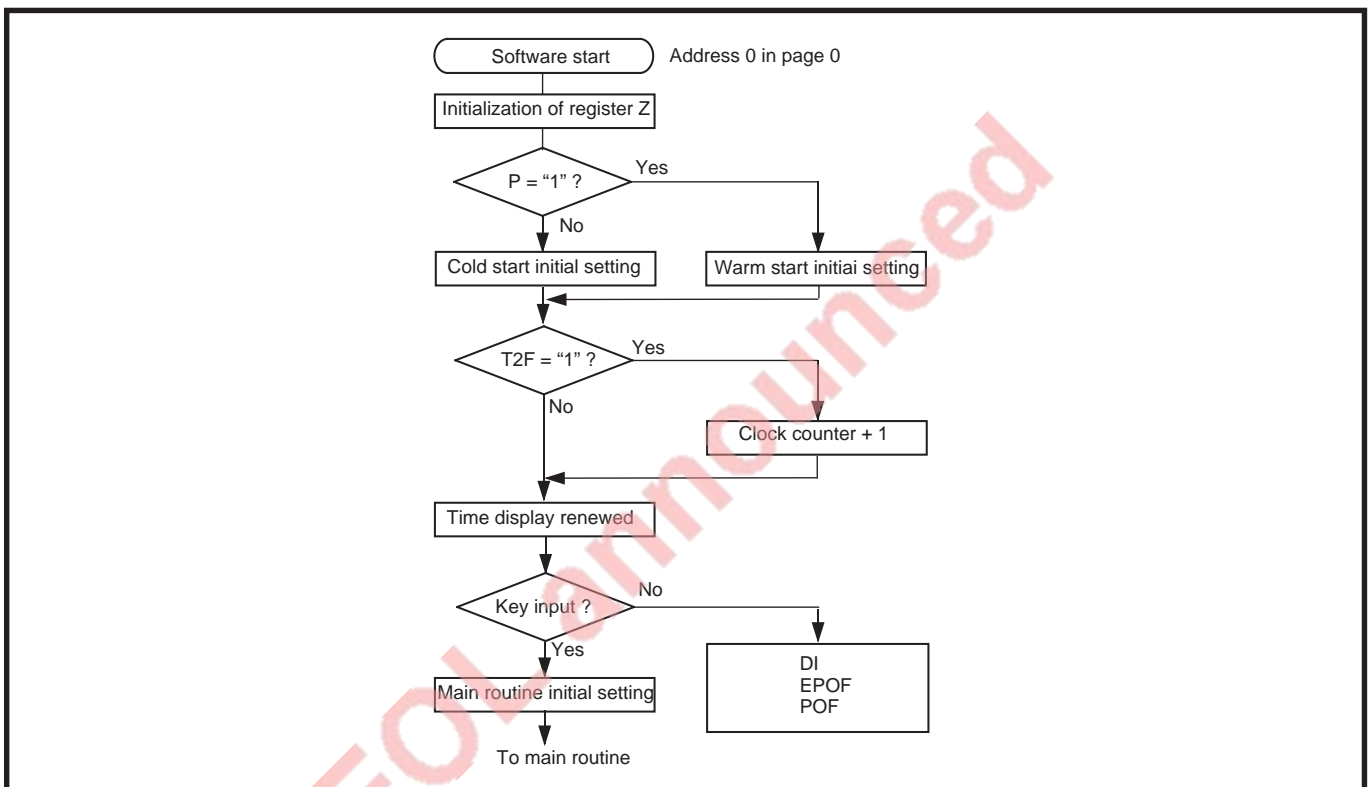 Software start Address 0 in page 0
Initialization of register Z
P = “1” ?
Yes
No
Cold start initial setting
Warm start initiai setting
T2F = “1” ?
Yes
No
Clock counter + 1
Time display renewed
Key input ?
No
Yes
DI
EPOF
POF
Main routine initial setting
To main routine
EOL announced